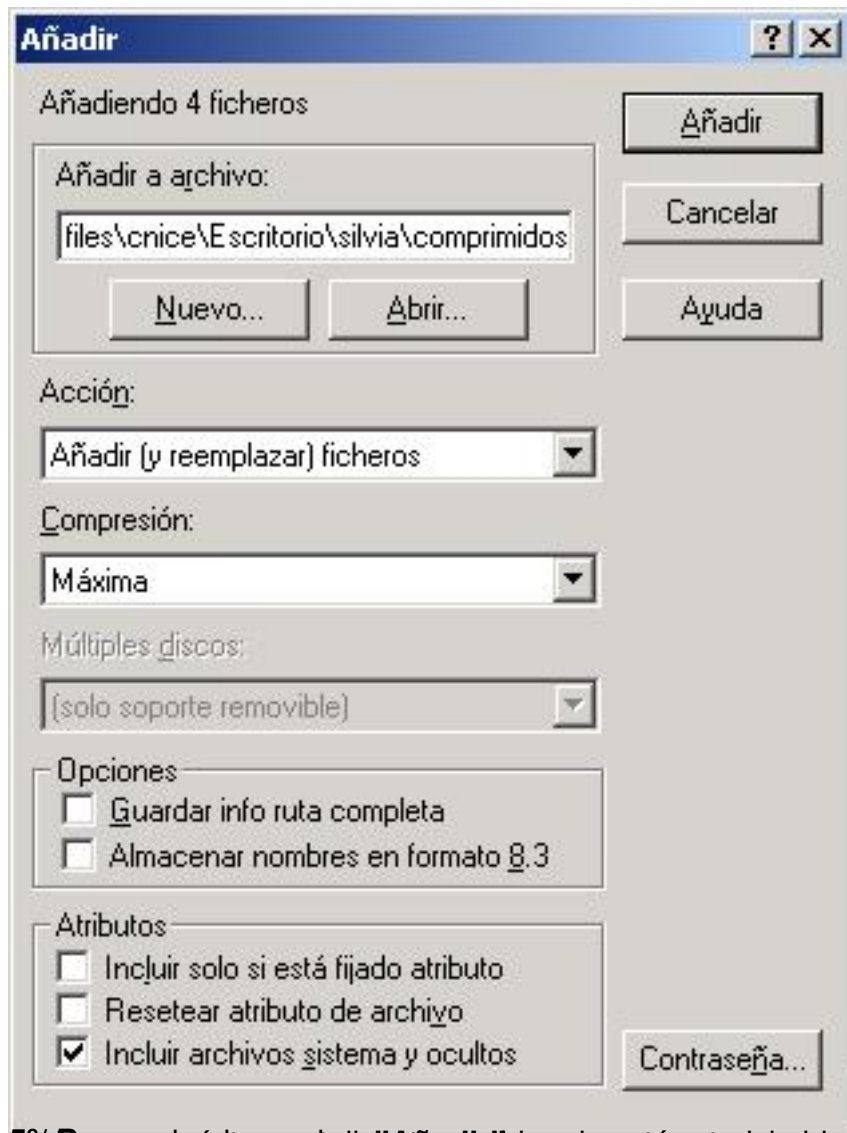 Añadir
Añadiendo 4 ficheros
Añadir
Añadir a archivo:
files\cnice\Escritorio\silvia\comprimidos
Cancelar
Nuevo...
Abrir...
Ayuda
Acción:
Añadir (y reemplazar) ficheros
Compresión:
Máxima
Múltiples discos:
(solo soporte removible)
Opciones
Guardar info ruta completa
Almacenar nombres en formato 8.3
Atributos
Incluir solo si está fijado atributo
Resetear atributo de archivo
Incluir archivos sistema y ocultos
Contraseña...